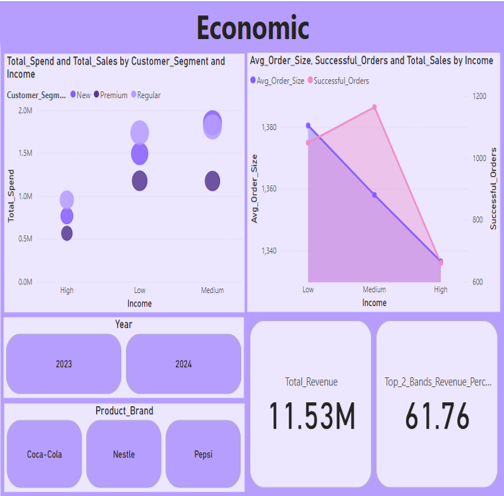 Economic
Total_Spend and Total_Sales by Customer_Segment and
Income
Customer_Segm... New Premium Regular
Total_Spend
2.0M
1.5M
1.0M
0.5M
0.0M
High Low Medium
Income
Avg_Order_Size, Successful_Orders and Total_Sales by Income
Avg_Order_Size Successful_Orders
Avg_Order_Size
1,380
1,360
1,340
1200
1000
800
600
Successful_Orders
Low Medium High
Income
Year
2023 2024
Product_Brand
Coca-Cola Nestle Pepsi
Total_Revenue
11.53M
Top_2_Bands_Revenue_Perc...
61.76